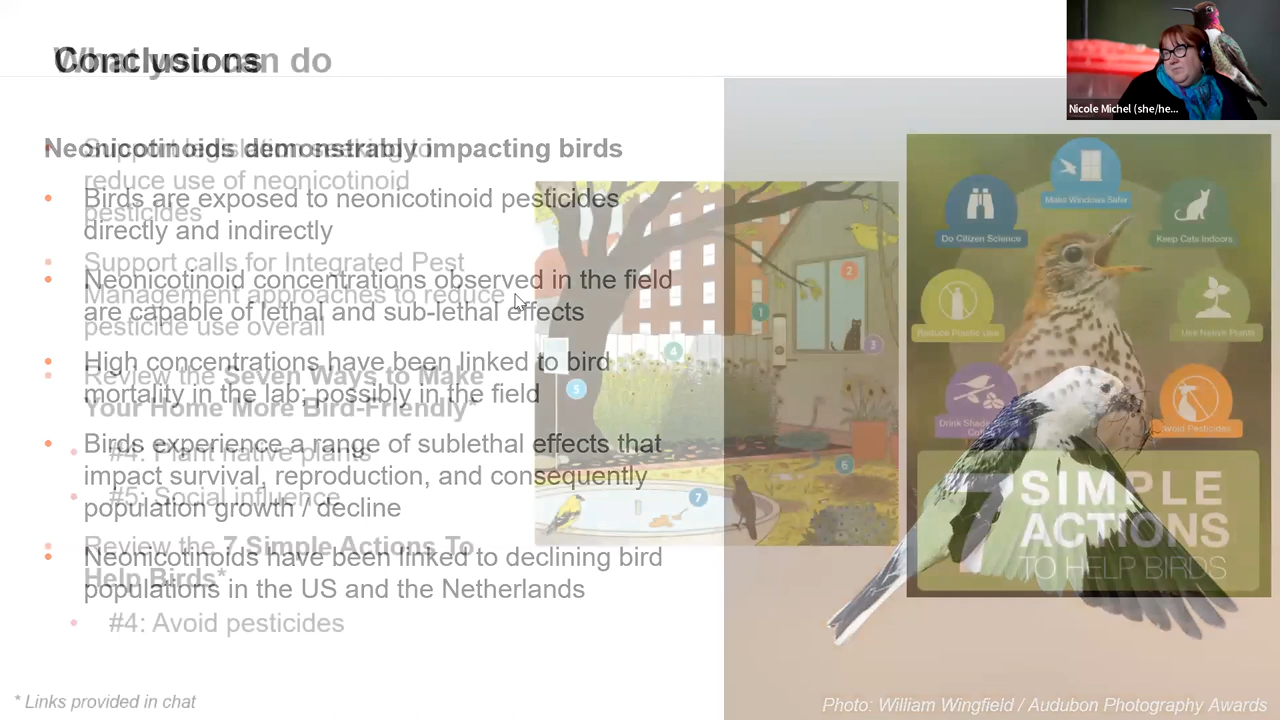 Conclusions
What you can do
Nicole Michel (she/he...
Neonicotinoids demonstrably impacting birds
Birds are exposed to neonicotinoid pesticides
directly and indirectly
Neonicotinoid concentrations observed in the field
are capable of lethal and sub-lethal effects
High concentrations have been linked to bird
mortality in the lab, possibly in the field
Birds experience a range of sublethal effects that
impact survival, reproduction, and consequently
population growth / decline
Neonicotinoids have been linked to declining bird
populations in the US and the Netherlands
reduce use of neonicotinoid
pesticides
Support calls for Integrated Pest
Management approaches to reduce
pesticide use overall
Review the Seven Ways to Make
Your Home More Bird-Friendly*
#4: Plant native plants
#5: Social influence
Review the 7 Simple Actions To
Help Birds*
#4: Avoid pesticides
1
2
3
4
5
6
7
Make Windows Safer
Do Citizen Science
Keep Cats Indoors
Reduce Plastic Use
Use Native Plants
Drink Shade
Avoid Pesticides
SIMPLE
ACTIONS
TO HELP BIRDS
* Links provided in chat
Photo: William Wingfield / Audubon Photography Awards